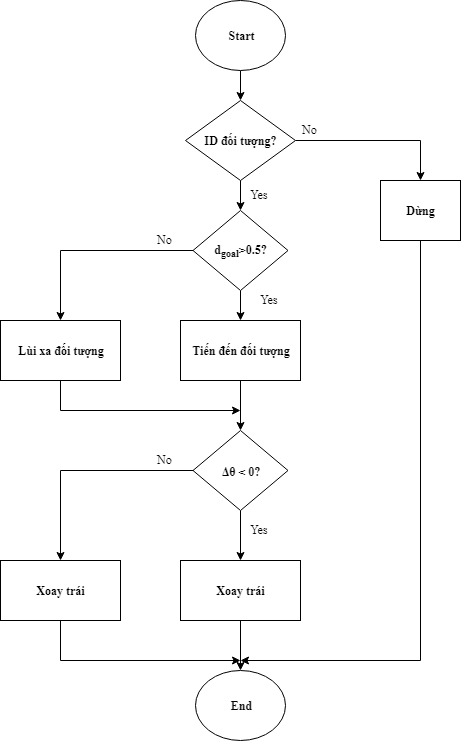 Start
ID đối tượng?
No
Dừng
Yes
d_goal>0.5?
No
Yes
Lùi xa đối tượng
Tiến đến đối tượng
Δθ < 0?
No
Yes
Xoay trái
Xoay trái
End